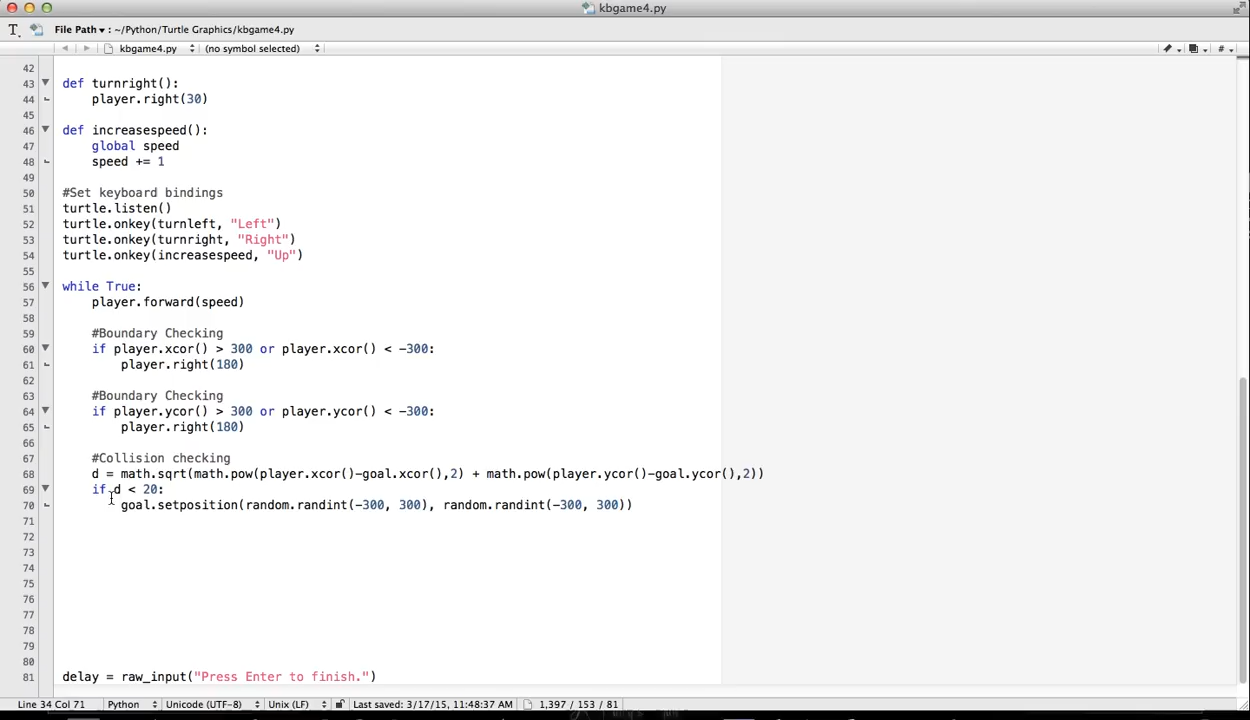 kbgame4.py
File Path ▾ : ~/Python/Turtle Graphics/kbgame4.py
kbgame4.py (no symbol selected)
42
43 def turnright():
44 player.right(30)
45
46 def increasespeed():
47 global speed
48 speed += 1
49
50 #Set keyboard bindings
51 turtle.listen()
52 turtle.onkey(turnleft, "Left")
53 turtle.onkey(turnright, "Right")
54 turtle.onkey(increasespeed, "Up")
55
56 while True:
57 player.forward(speed)
58
59 #Boundary Checking
60 if player.xcor() > 300 or player.xcor() < -300:
61 player.right(180)
62
63 #Boundary Checking
64 if player.ycor() > 300 or player.ycor() < -300:
65 player.right(180)
66
67 #Collision checking
68 d = math.sqrt(math.pow(player.xcor()-goal.xcor(),2) + math.pow(player.ycor()-goal.ycor(),2))
69 if d < 20:
70 goal.setposition(random.randint(-300, 300), random.randint(-300, 300))
71
72
73
74
75
76
77
78
79
80
81 delay = raw_input("Press Enter to finish.")
Line 34 Col 71 Python Unicode (UTF-8) Unix (LF) Last saved: 3/17/15, 11:48:37 AM 1,397 / 153 / 81